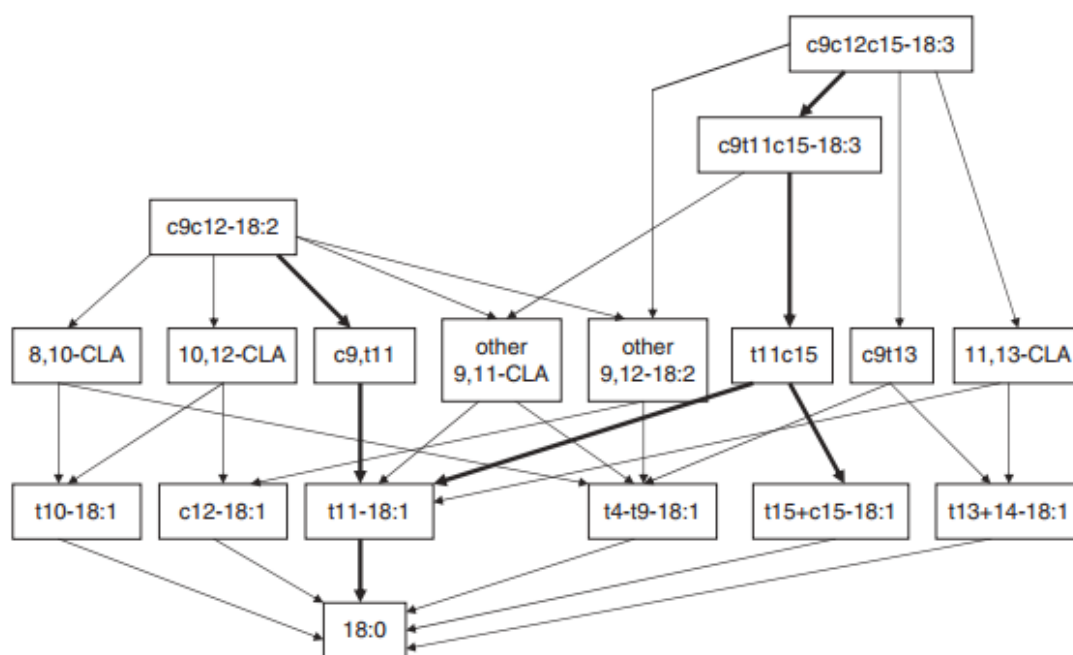 c9c12c15-18:3
c9t11c15-18:3
c9c12-18:2
8,10-CLA
10,12-CLA
c9,t11
other
9,11-CLA
other
9,12-18:2
t11c15
c9t13
11,13-CLA
t10-18:1
c12-18:1
t11-18:1
t4-t9-18:1
t15+c15-18:1
t13+14-18:1
18:0